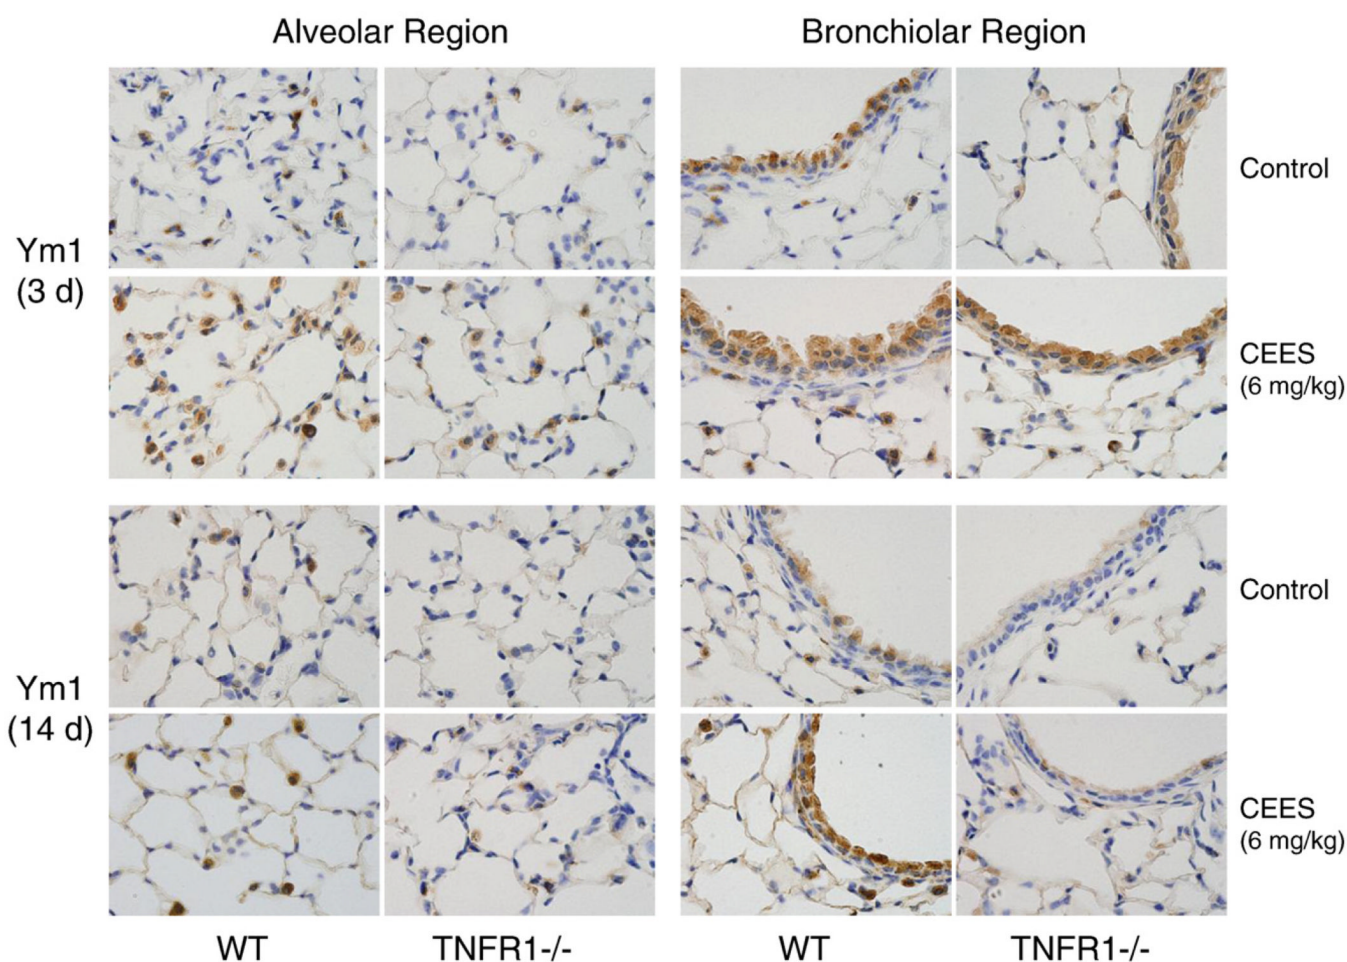 Alveolar Region
Bronchiolar Region
Ym1
(3 d)
Control
CEES
(6 mg/kg)
Ym1
(14 d)
Control
CEES
(6 mg/kg)
WT
TNFR1-/-
WT
TNFR1-/-